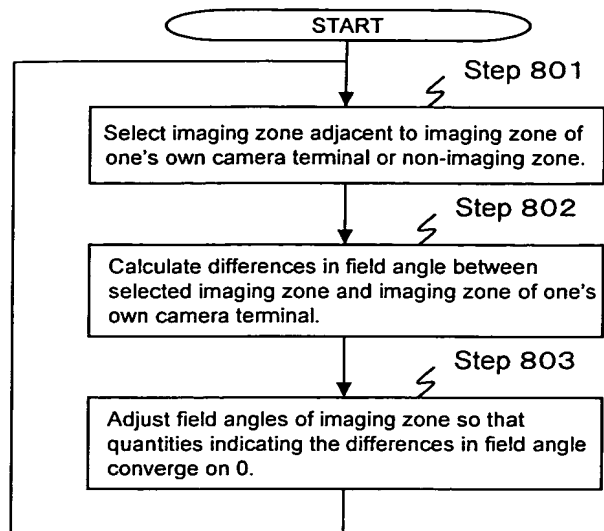 START
Step 801
Select imaging zone adjacent to imaging zone of
one's own camera terminal or non-imaging zone.
Step 802
Calculate differences in field angle between
selected imaging zone and imaging zone of one's
own camera terminal.
Step 803
Adjust field angles of imaging zone so that
quantities indicating the differences in field angle
converge on 0.